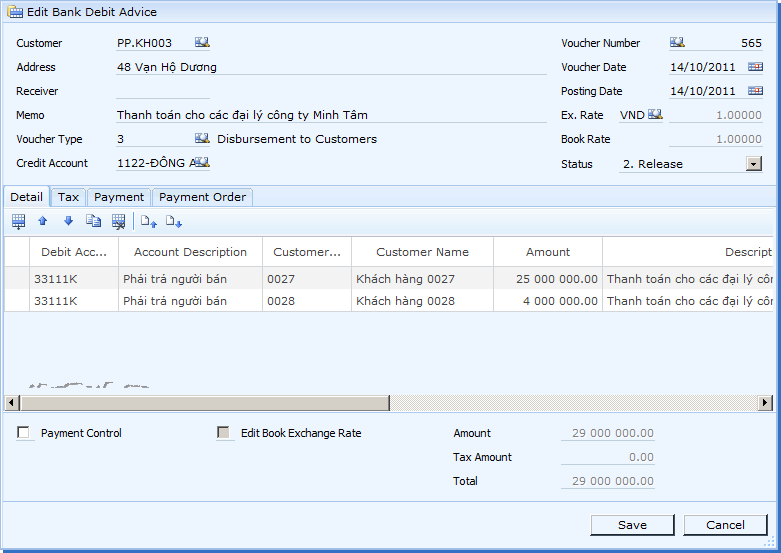 Edit Bank Debit Advice
Customer PP.KH003 Voucher Number 565
Address 48 Vạn Hộ Dương Voucher Date 14/10/2011
Receiver Posting Date 14/10/2011
Memo Thanh toán cho các đại lý công ty Minh Tâm Ex. Rate VND 1.00000
Voucher Type 3 Disbursement to Customers Book Rate 1.00000
Credit Account 1122-ĐÔNG A Status 2. Release
Detail Tax Payment Payment Order
Debit Acc... Account Description Customer... Customer Name Amount Descript
33111K Phải trả người bán 0027 Khách hàng 0027 25 000 000.00 Thanh toán cho các đại lý côn
33111K Phải trả người bán 0028 Khách hàng 0028 4 000 000.00 Thanh toán cho các đại lý côn
Payment Control Edit Book Exchange Rate Amount 29 000 000.00
Tax Amount 0.00
Total 29 000 000.00
Save Cancel